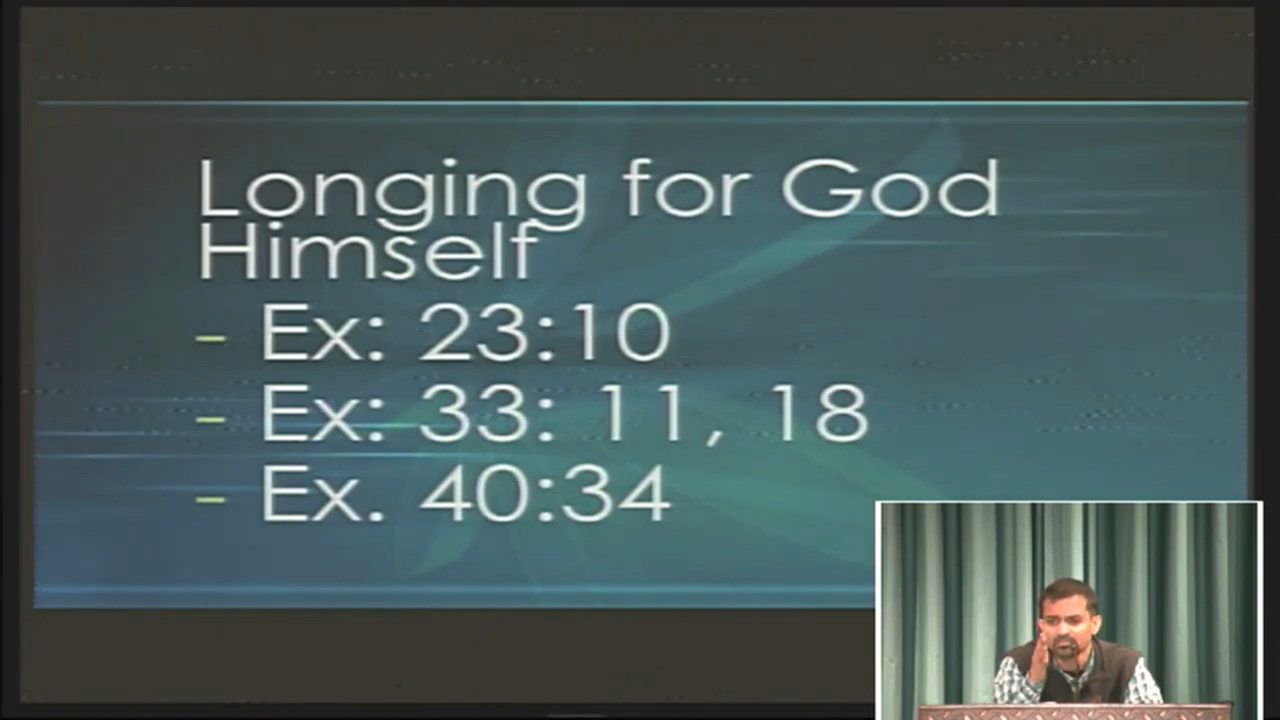 Longing for God
Himself
- Ex: 23:10
- Ex: 33: 11, 18
- Ex. 40:34